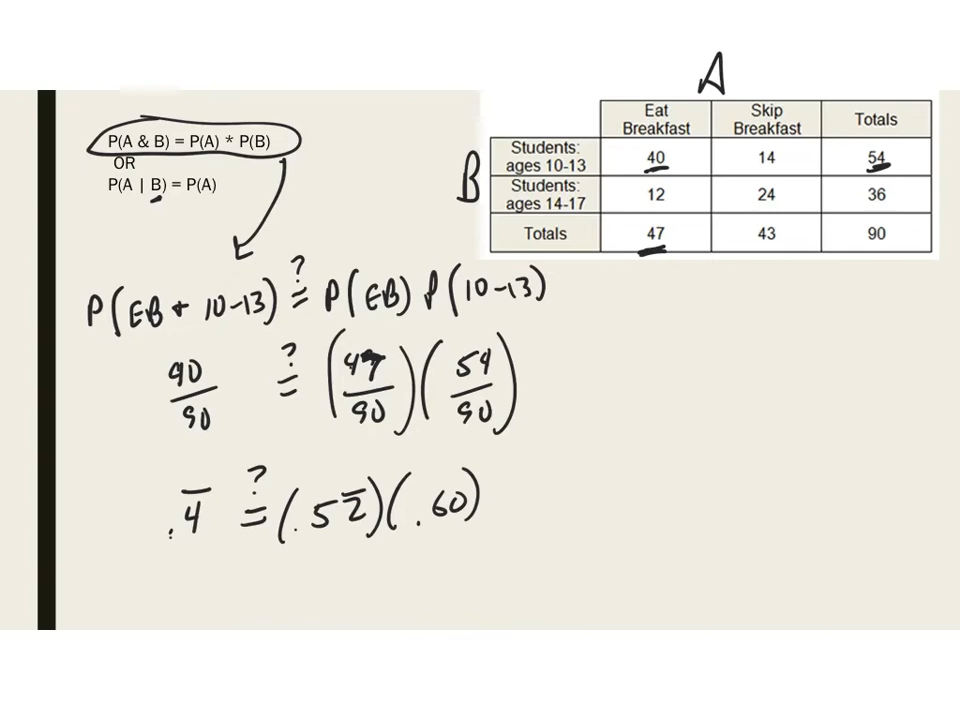 A
P(A & B) = P(A) * P(B)
OR
P(A | B) = P(A)
B
Eat Breakfast Skip Breakfast Totals
Students: ages 10-13 40 14 54
Students: ages 14-17 12 24 36
Totals 47 43 90
P(EB + 10-13) ?= P(EB) P(10-13)
40/90 ?= (47/90)(54/90)
.4̅ ?= (.52̅)(.60)